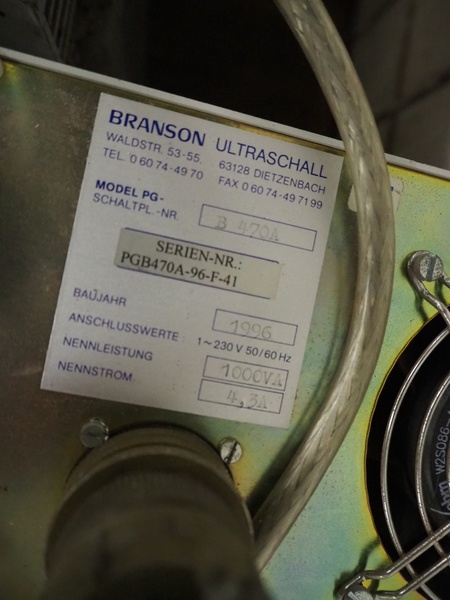 BRANSON ULTRASCHALL
WALDSTR. 53-55. 63128 DIETZENBACH
TEL. 0 60 74-49 70 FAX 0 60 74-49 71 99
MODEL PG-
SCHALTPL.-NR. B 470A
SERIEN-NR.:
PGB470A-96-F-41
BAUJAHR 1996
ANSCHLUSSWERTE : 1~230 V 50/60 Hz
NENNLEISTUNG 1000VA
NENNSTROM 4,3A
W2S086-